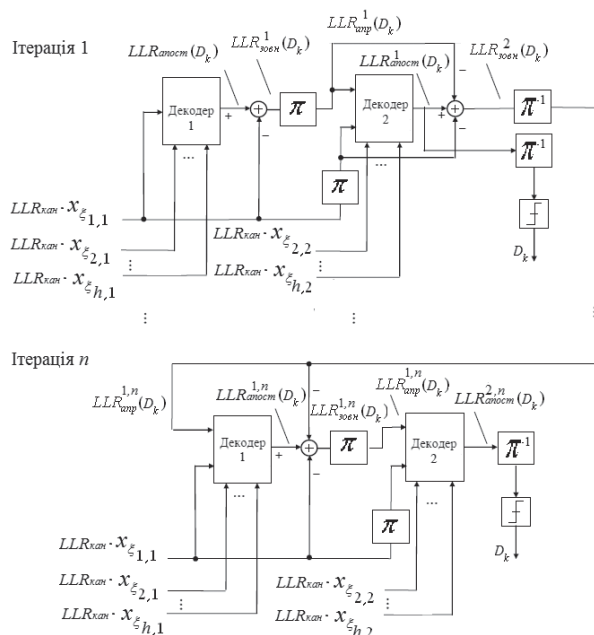 Ітерація 1
LLRапост(Dₖ)
LLR¹зовн(Dₖ)
LLR¹апр(Dₖ)
LLR¹апост(Dₖ)
LLR²зовн(Dₖ)
Декодер 1
+
−
π
Декодер 2
+
−
−
π⁻¹
π⁻¹
π
...
...
Dₖ
LLRкан · xξ1,1
LLRкан · xξ2,1
LLRкан · xξh,1
LLRкан · xξ2,2
LLRкан · xξh,2
Ітерація n
LLR¹,ⁿапр(Dₖ)
LLR¹,ⁿапост(Dₖ)
LLR¹,ⁿзовн(Dₖ)
LLR¹,ⁿапр(Dₖ)
LLR²,ⁿапост(Dₖ)
Декодер 1
+
−
−
π
Декодер 2
π⁻¹
π
...
...
Dₖ
LLRкан · xξ1,1
LLRкан · xξ2,1
LLRкан · xξh,1
LLRкан · xξ2,2
LLRкан · xξh,2